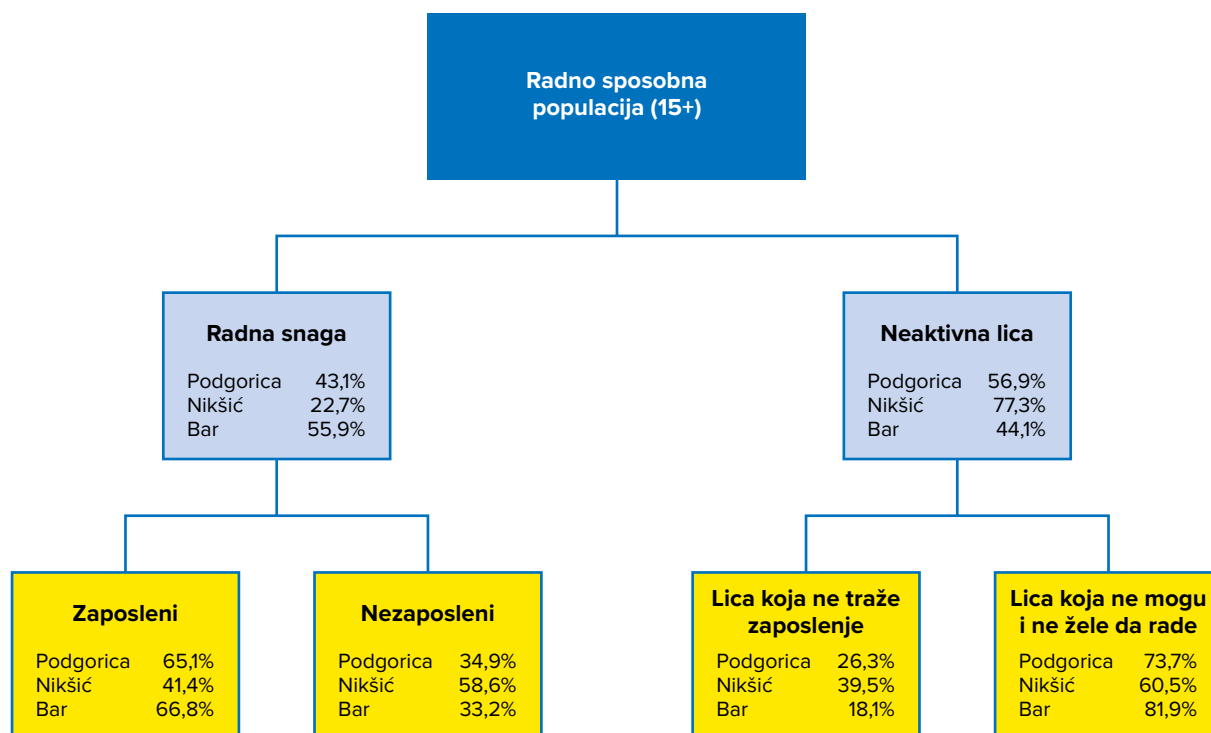 Radno sposobna
populacija (15+)
Radna snaga
Podgorica 43,1%
Nikšić 22,7%
Bar 55,9%
Neaktivna lica
Podgorica 56,9%
Nikšić 77,3%
Bar 44,1%
Zaposleni
Podgorica 65,1%
Nikšić 41,4%
Bar 66,8%
Nezaposleni
Podgorica 34,9%
Nikšić 58,6%
Bar 33,2%
Lica koja ne traže
zaposlenje
Podgorica 26,3%
Nikšić 39,5%
Bar 18,1%
Lica koja ne mogu
i ne žele da rade
Podgorica 73,7%
Nikšić 60,5%
Bar 81,9%